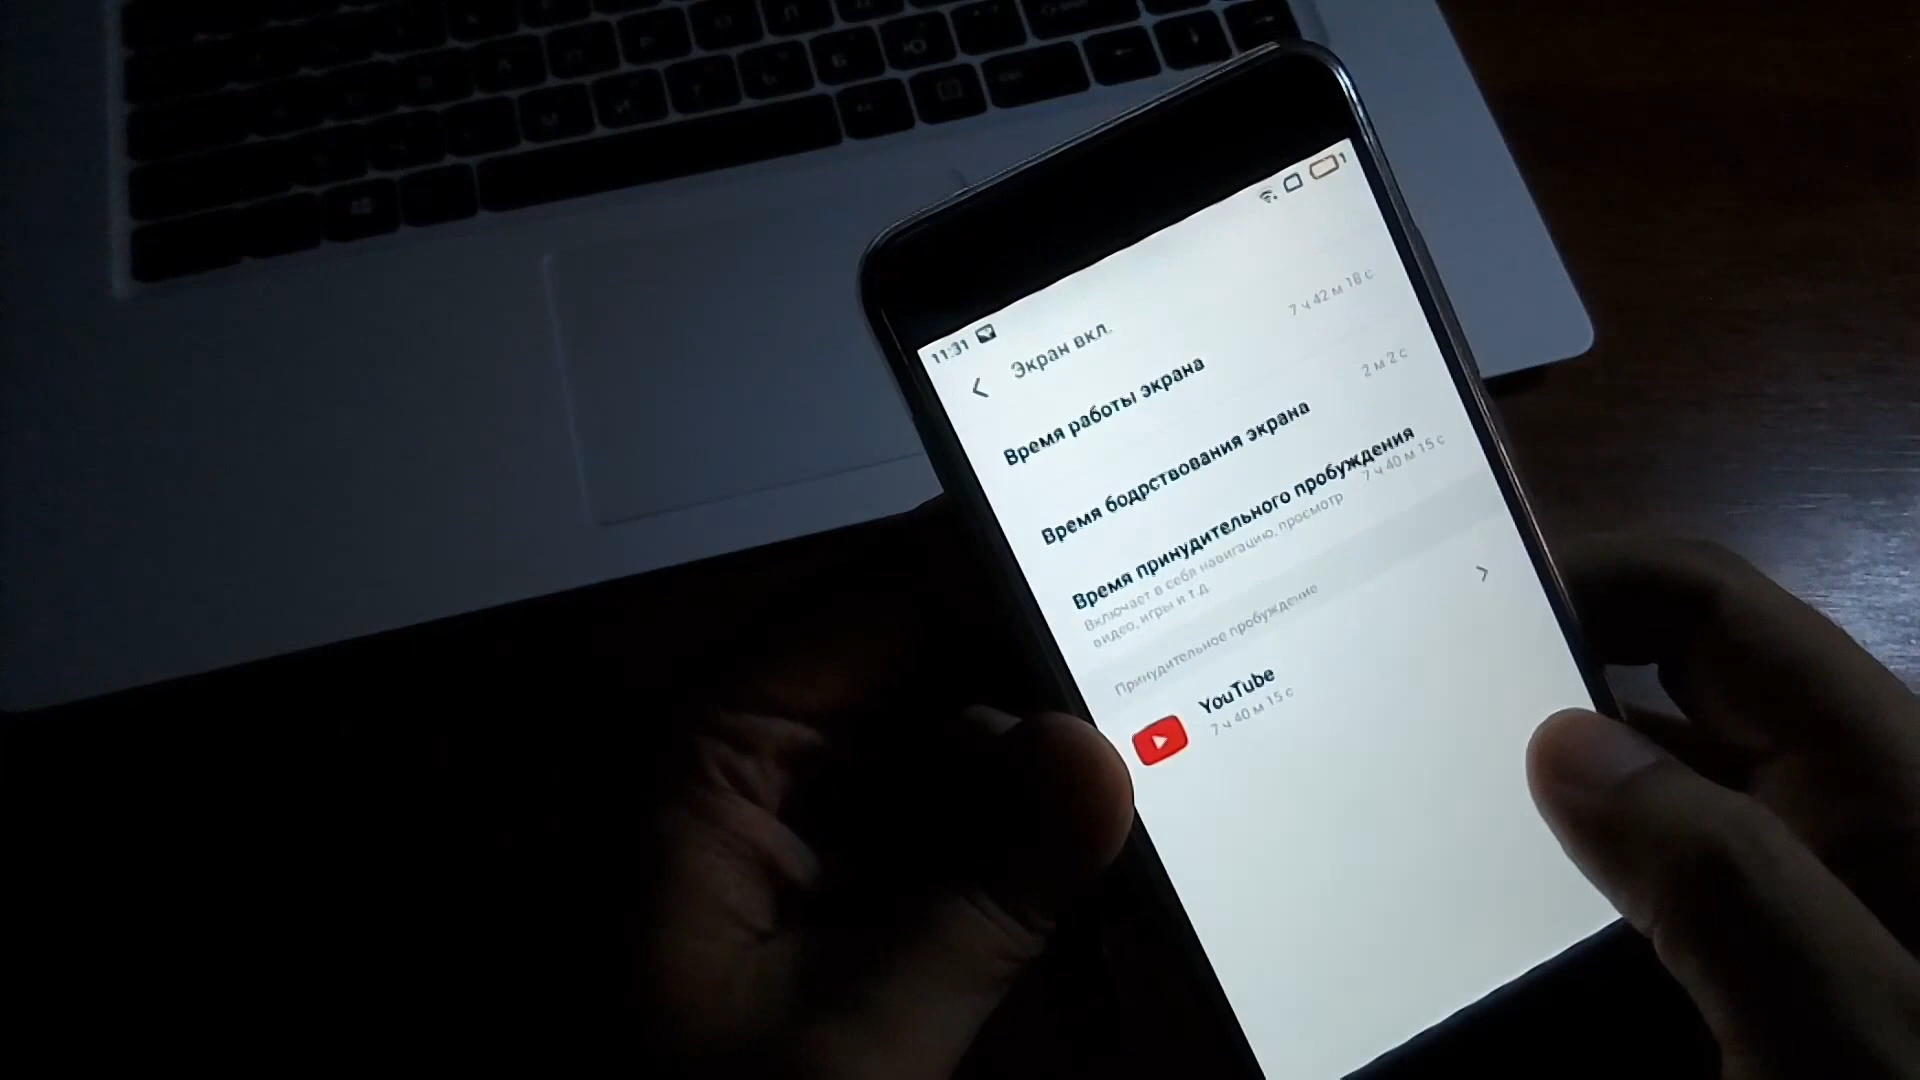 11:31
1
Экран вкл.
Время работы экрана
7 ч 42 м 18 с
Время бодрствования экрана
2 м 2 с
Время принудительного пробуждения
7 ч 40 м 15 с
Включает в себя навигацию, просмотр
видео, игры и т.д.
Принудительное пробуждение
YouTube
7 ч 40 м 15 с